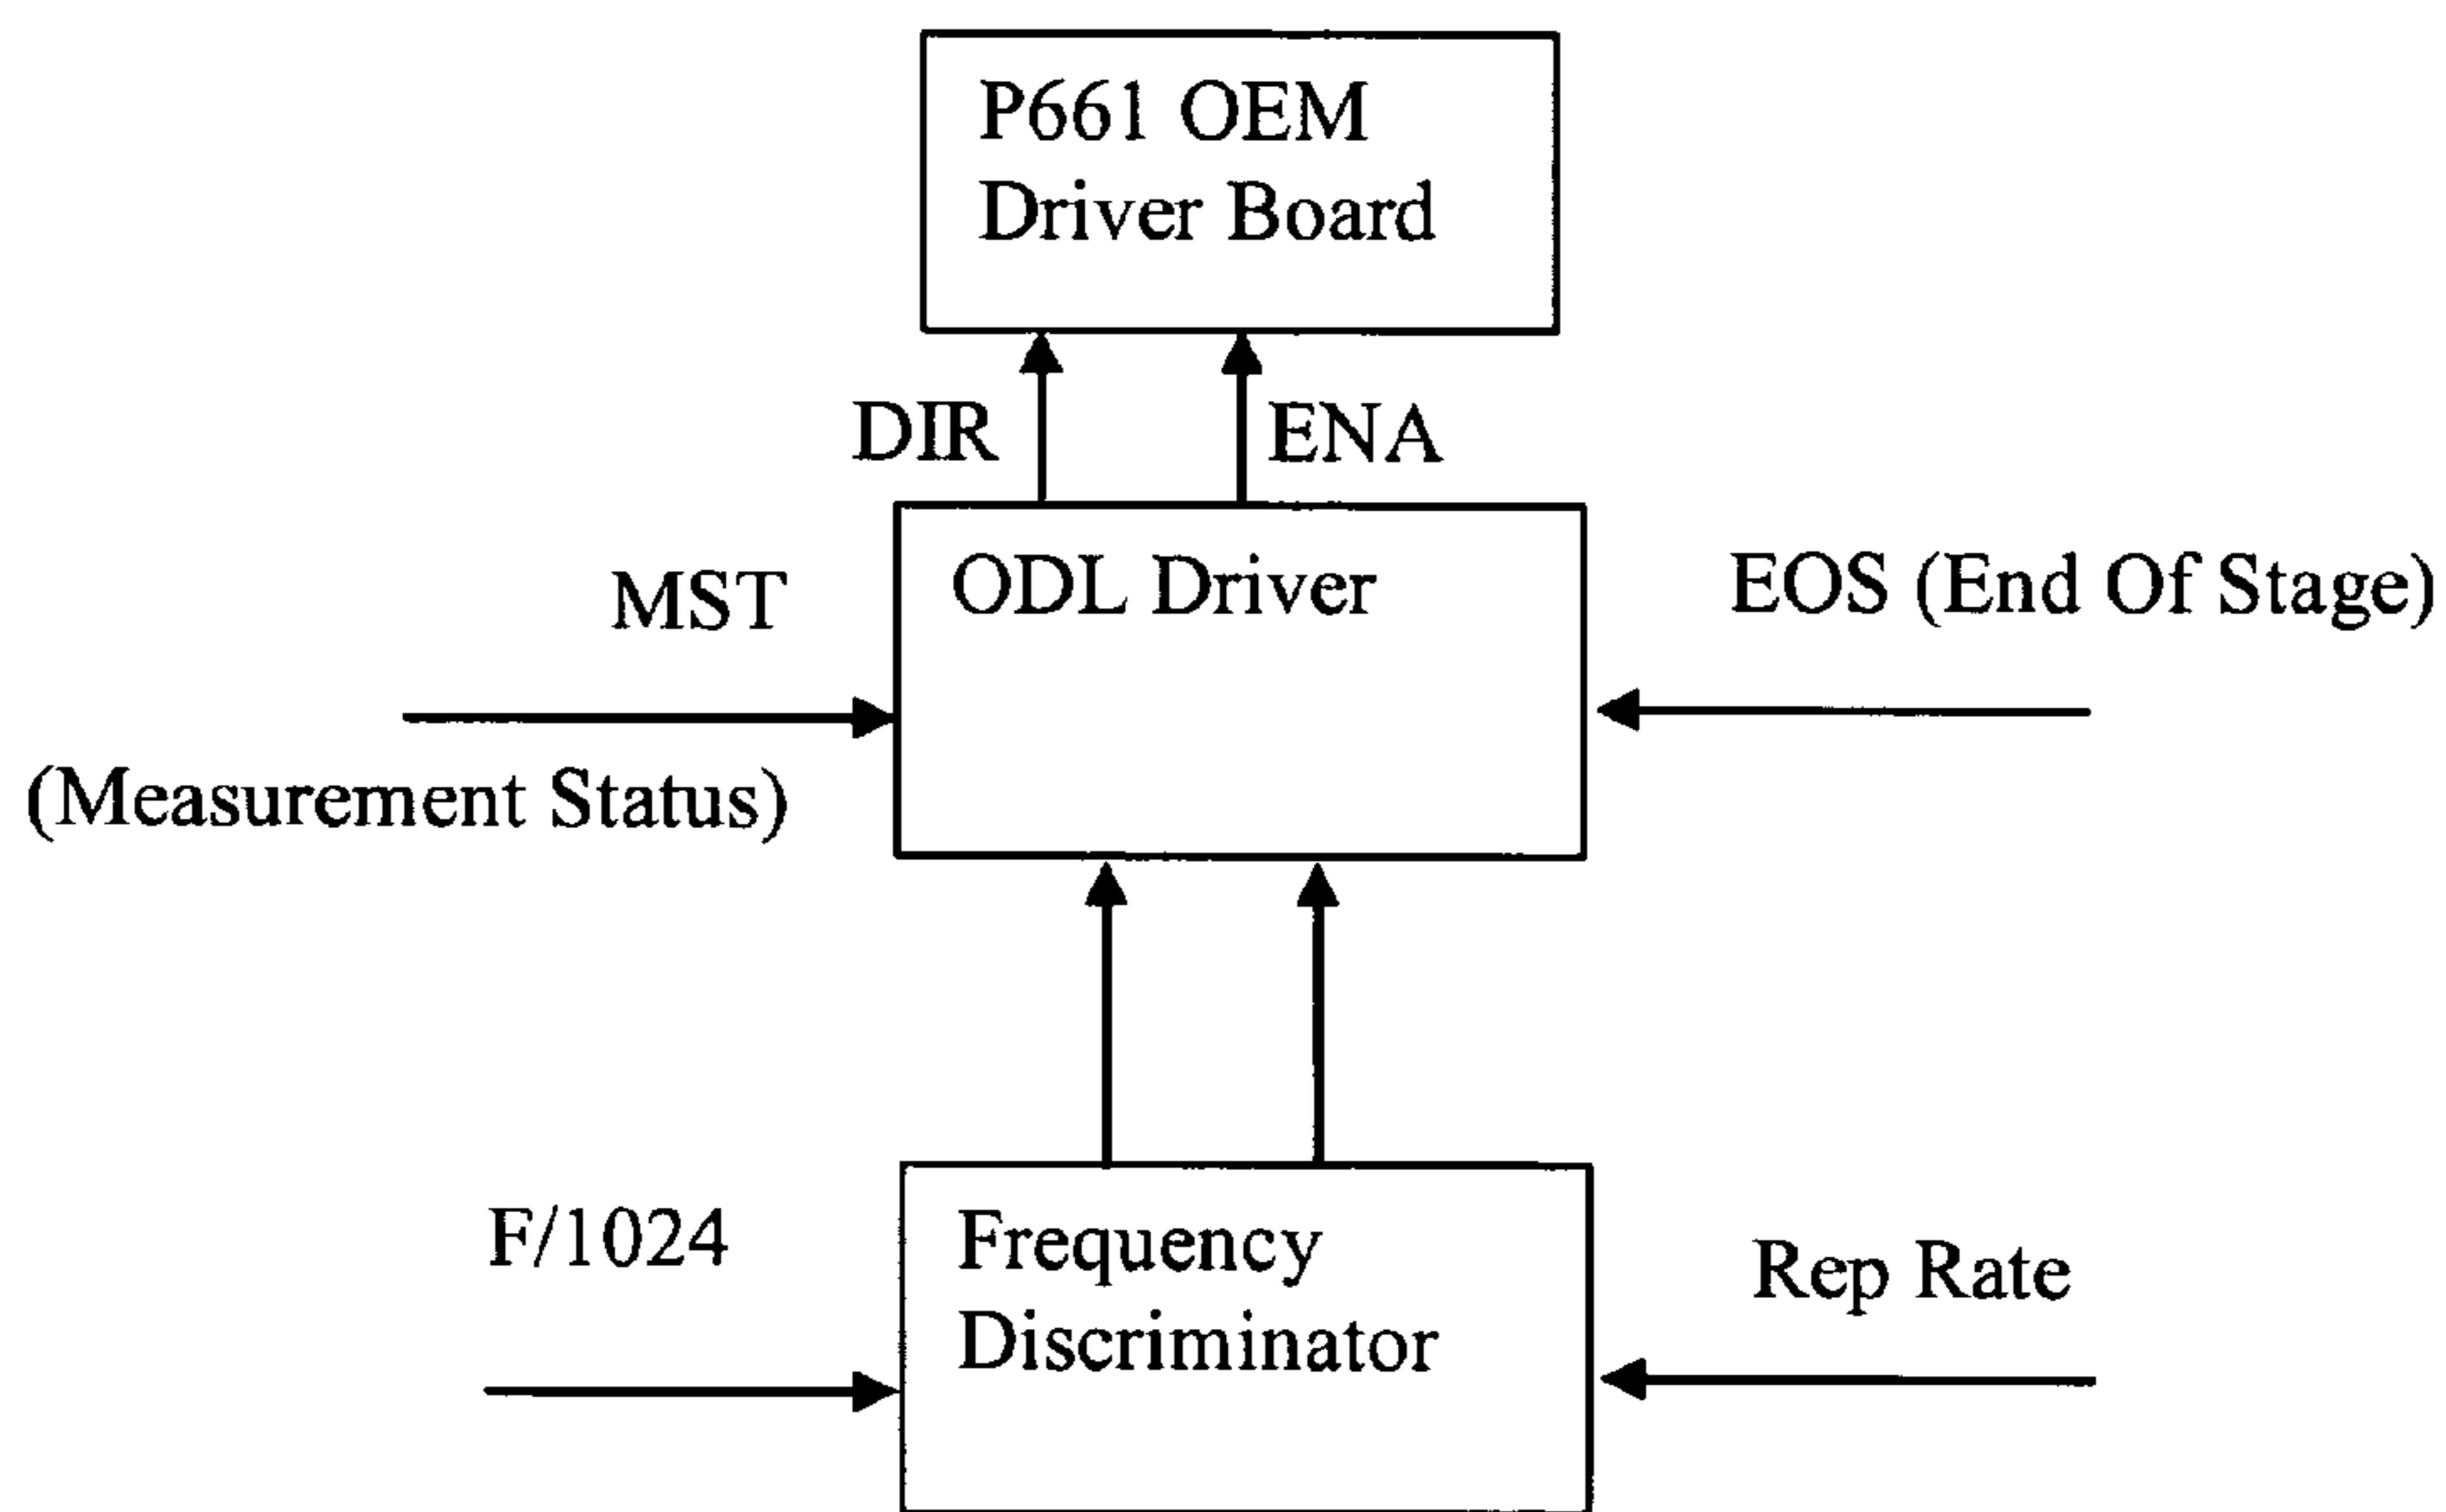 P661 OEM
Driver Board
DIR
ENA
MST
(Measurement Status)
ODL Driver
EOS (End Of Stage)
F/1024
Frequency
Discriminator
Rep Rate